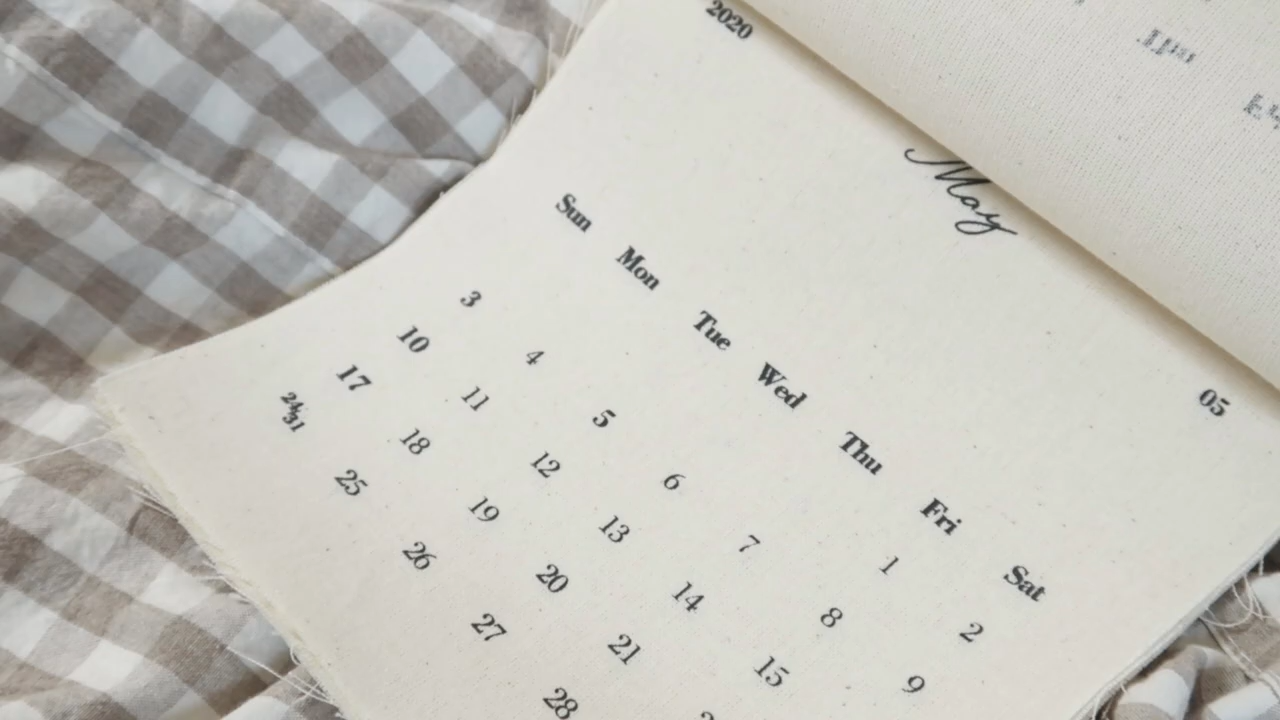 2020
May
05
Sun Mon Tue Wed Thu Fri Sat
1 2
3 4 5 6 7 8 9
10 11 12 13 14 15
17 18 19 20 21
24/31 25 26 27 28